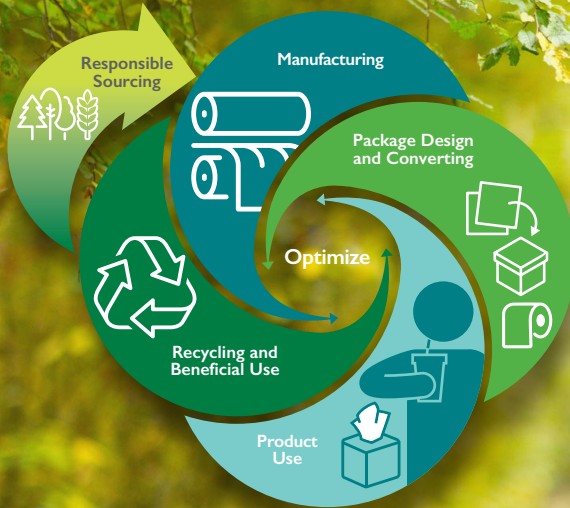 Responsible
Sourcing
Manufacturing
Package Design
and Converting
Optimize
Recycling and
Beneficial Use
Product
Use